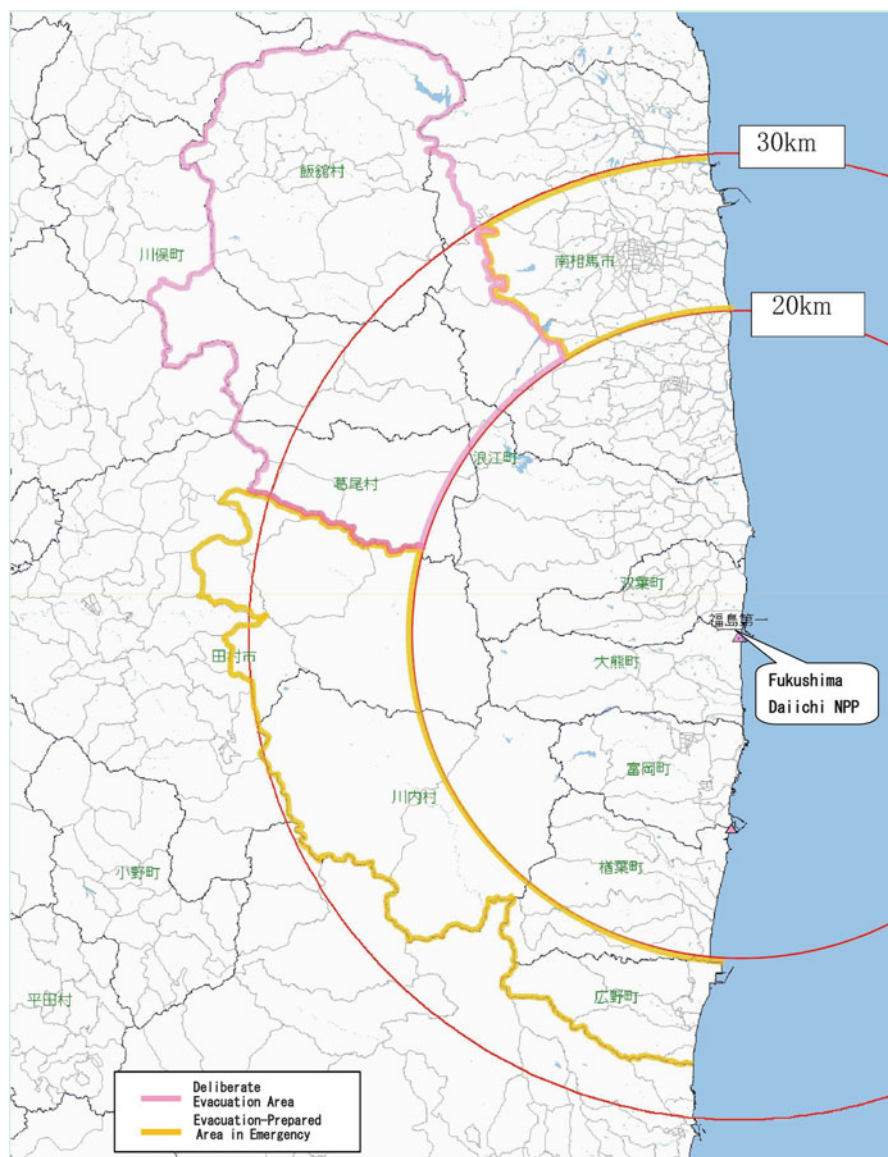 30km
飯舘村
川俣町
南相馬市
20km
浪江町
葛尾村
双葉町
福島第一
田村市
大熊町
Fukushima
Daiichi NPP
富岡町
川内村
小野町
楢葉町
平田村
広野町
Deliberate
Evacuation Area
Evacuation-Prepared
Area in Emergency